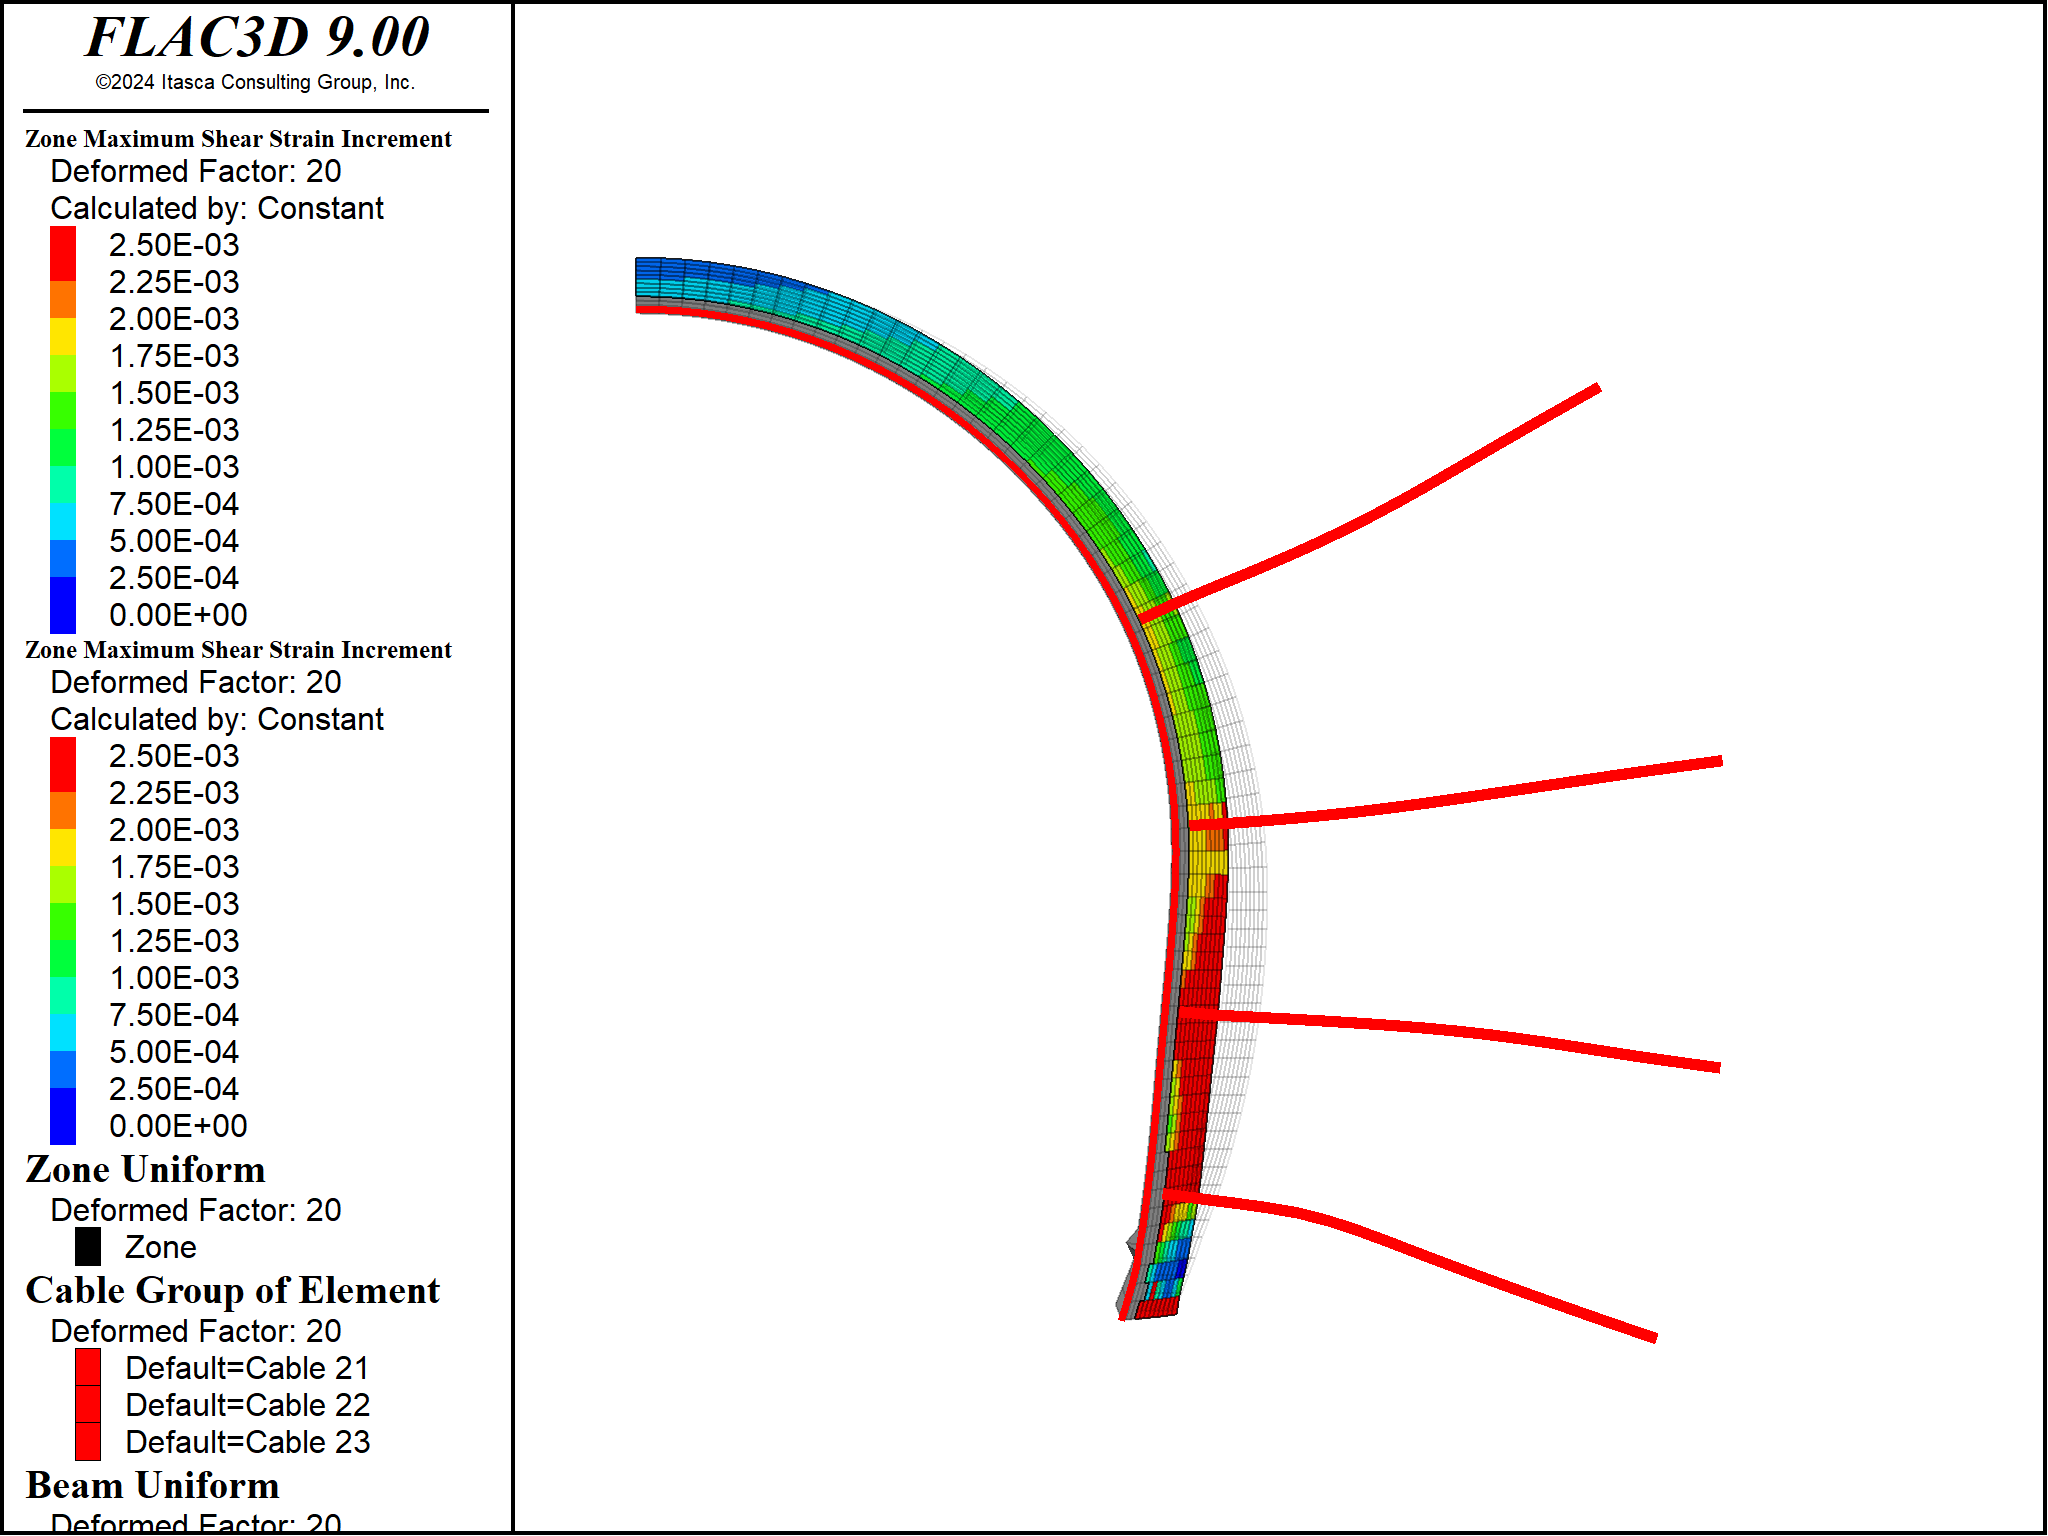 FLAC3D 9.00
©2024 Itasca Consulting Group, Inc.
Zone Maximum Shear Strain Increment
Deformed Factor: 20
Calculated by: Constant
2.50E-03
2.25E-03
2.00E-03
1.75E-03
1.50E-03
1.25E-03
1.00E-03
7.50E-04
5.00E-04
2.50E-04
0.00E+00
Zone Maximum Shear Strain Increment
Deformed Factor: 20
Calculated by: Constant
2.50E-03
2.25E-03
2.00E-03
1.75E-03
1.50E-03
1.25E-03
1.00E-03
7.50E-04
5.00E-04
2.50E-04
0.00E+00
Zone Uniform
Deformed Factor: 20
Zone
Cable Group of Element
Deformed Factor: 20
Default=Cable 21
Default=Cable 22
Default=Cable 23
Beam Uniform
Deformed Factor: 20